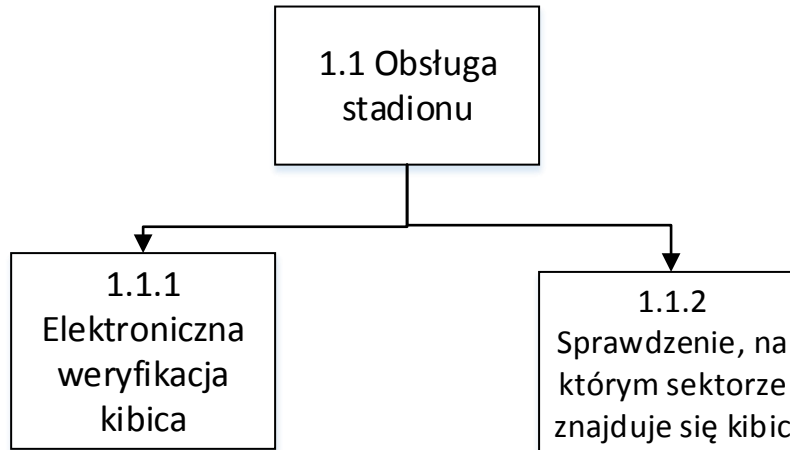 1.1 Obsługa
stadionu
1.1.1
Elektroniczna
weryfikacja
kibica
1.1.2
Sprawdzenie, na
którym sektorze
znajduje się kibic